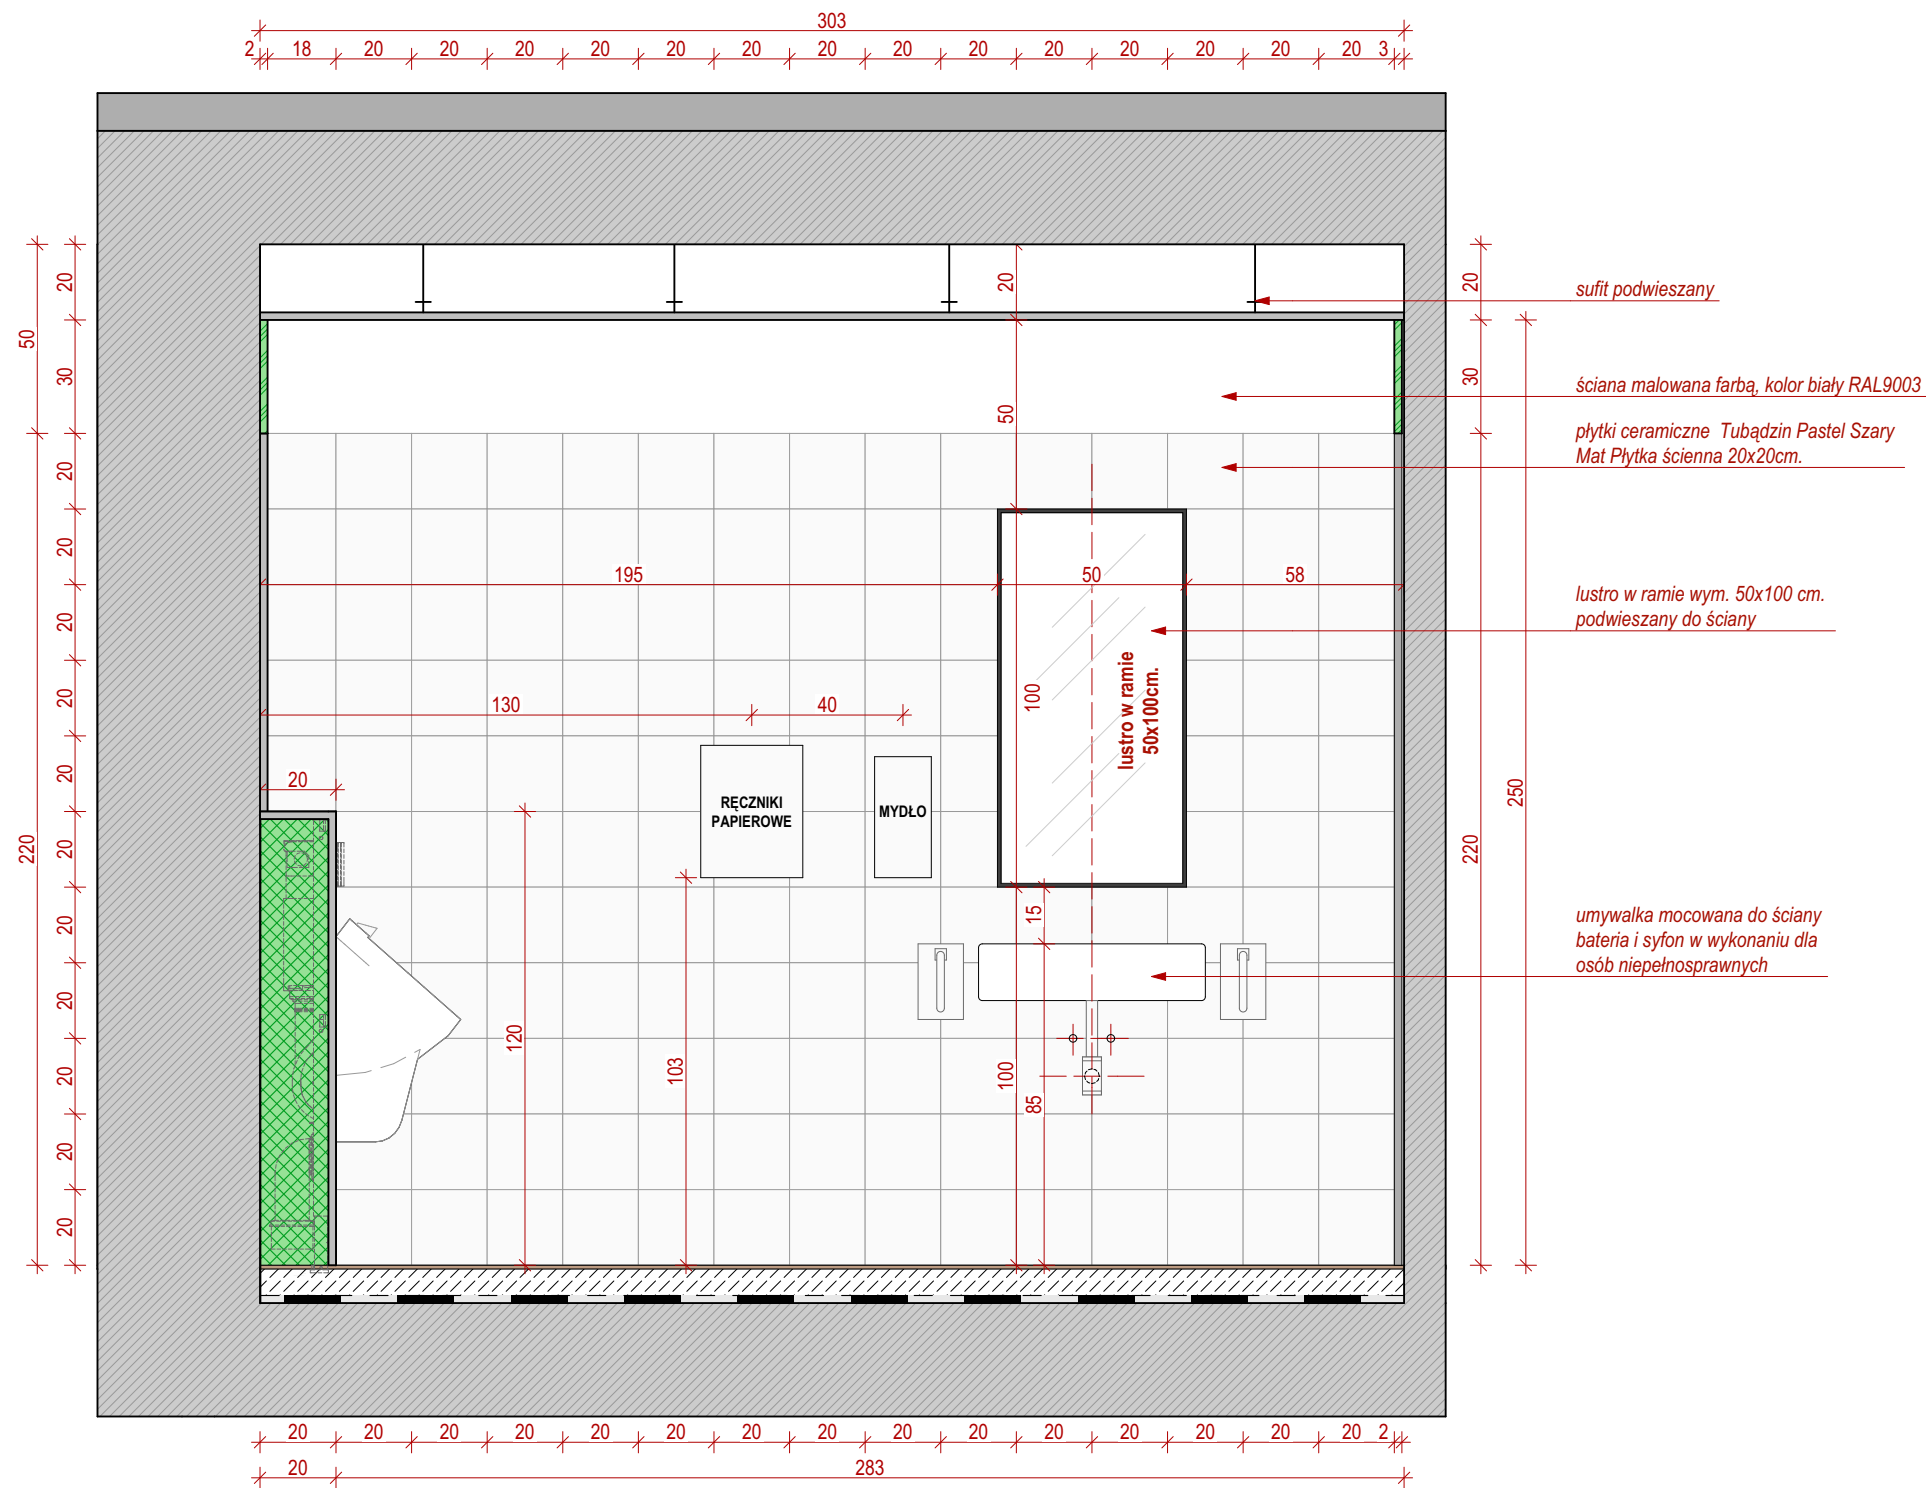 303
2 18 20 20 20 20 20 20 20 20 20 20 20 20 20 20 3
20 20 20 20
50 30 50 30 250
220 20 20 20 20 20 20 20 20 20 20 20 220
sufit podwieszany
ściana malowana farbą, kolor biały RAL9003
płytki ceramiczne Tubądzin Pastel Szary
Mat Płytka ścienna 20x20cm.
195 50 58
lustro w ramie wym. 50x100 cm.
podwieszany do ściany
lustro w ramie
50x100cm.
100
130 40
20
RĘCZNIKI
PAPIEROWE
MYDŁO
15
umywalka mocowana do ściany
bateria i syfon w wykonaniu dla
osób niepełnosprawnych
120 103 100 85
20 20 20 20 20 20 20 20 20 20 20 20 20 20 20 2
20 283